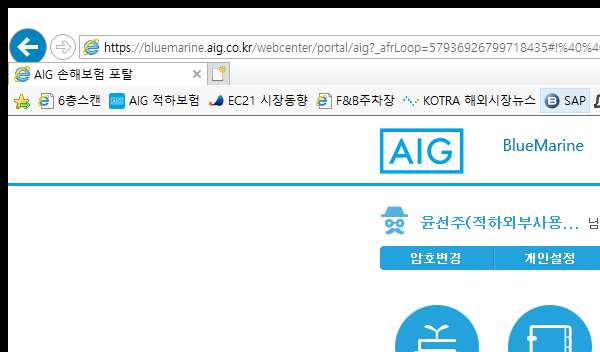 https://bluemarine.aig.co.kr/webcenter/portal/aig?_afrLoop=57936926799718435#!%40%4
AIG 손해보험 포탈
6층스캔 AIG 적하보험 EC21 시장동향 F&B주차장 KOTRA 해외시장뉴스 SAP
AIG BlueMarine
윤선주(적하외부사용... 님
암호변경 개인설정